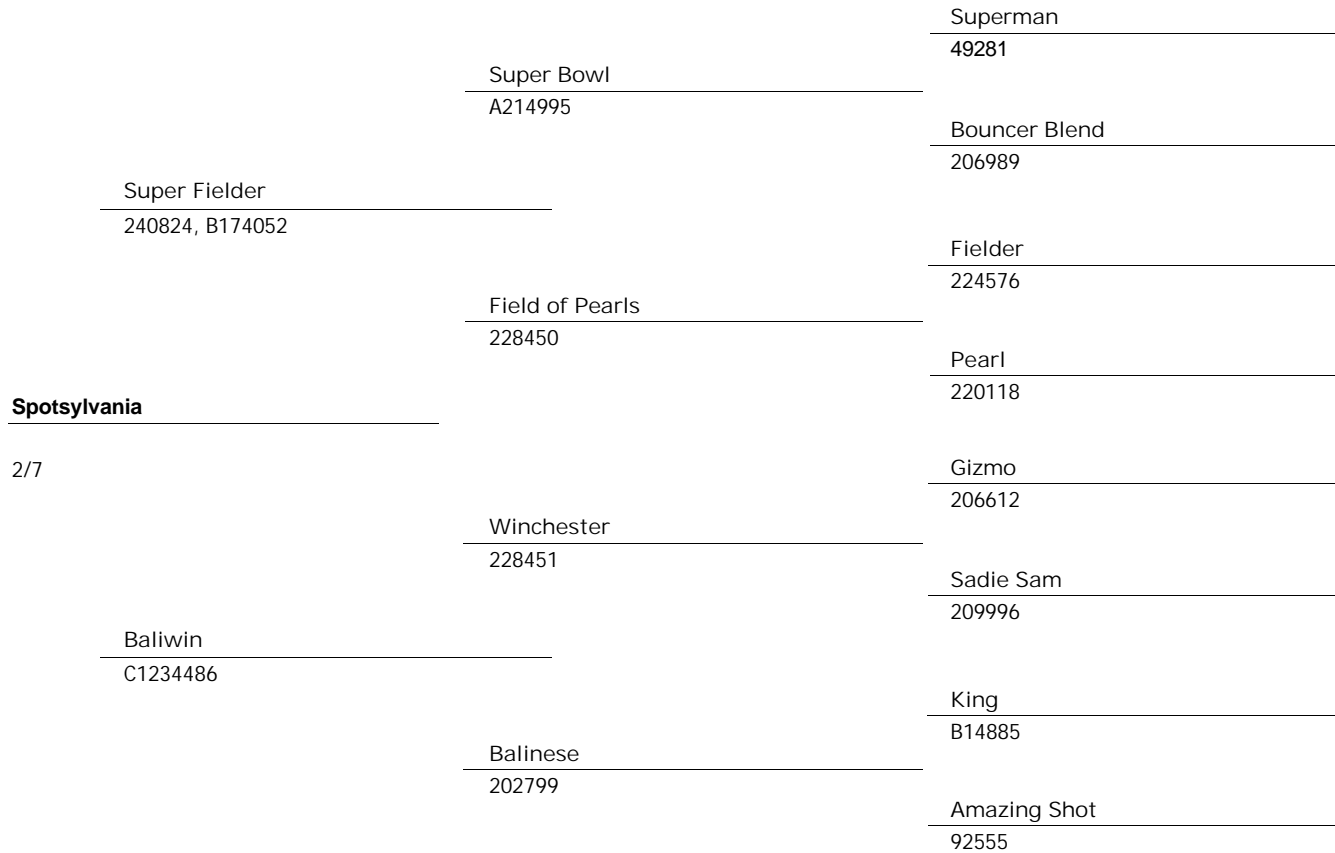 Superman
49281
Super Bowl
A214995
Bouncer Blend
206989
Super Fielder
240824, B174052
Fielder
224576
Field of Pearls
228450
Pearl
220118
Spotsylvania
2/7
Gizmo
206612
Winchester
228451
Sadie Sam
209996
Baliwin
C1234486
King
B14885
Balinese
202799
Amazing Shot
92555